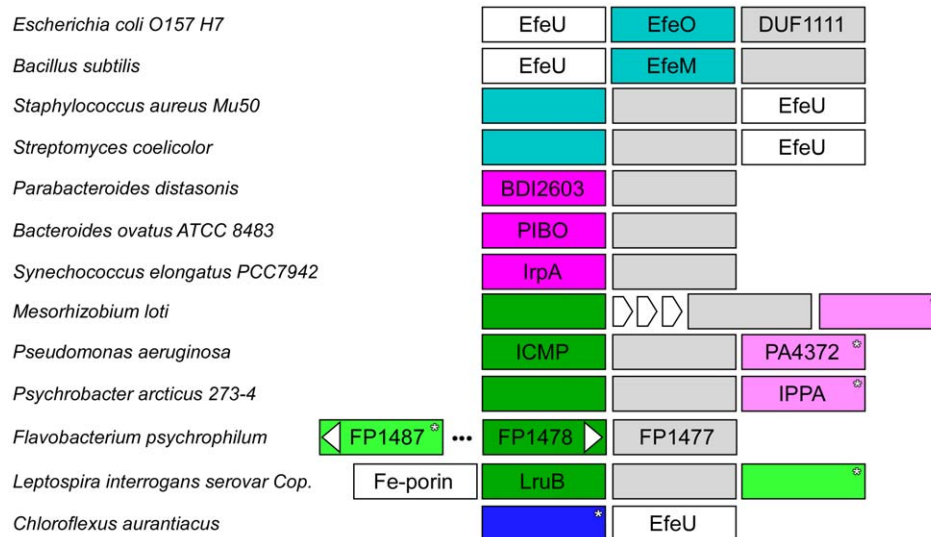 Escherichia coli O157 H7 EfeU EfeO DUF1111
Bacillus subtilis EfeU EfeM
Staphylococcus aureus Mu50 EfeU
Streptomyces coelicolor EfeU
Parabacteroides distasonis BDI2603
Bacteroides ovatus ATCC 8483 PIBO
Synechococcus elongatus PCC7942 IrpA
Mesorhizobium loti
Pseudomonas aeruginosa ICMP PA4372 *
Psychrobacter arcticus 273-4 IPPA *
Flavobacterium psychrophilum FP1487 * ••• FP1478 FP1477
Leptospira interrogans serovar Cop. Fe-porin LruB *
Chloroflexus aurantiacus * EfeU